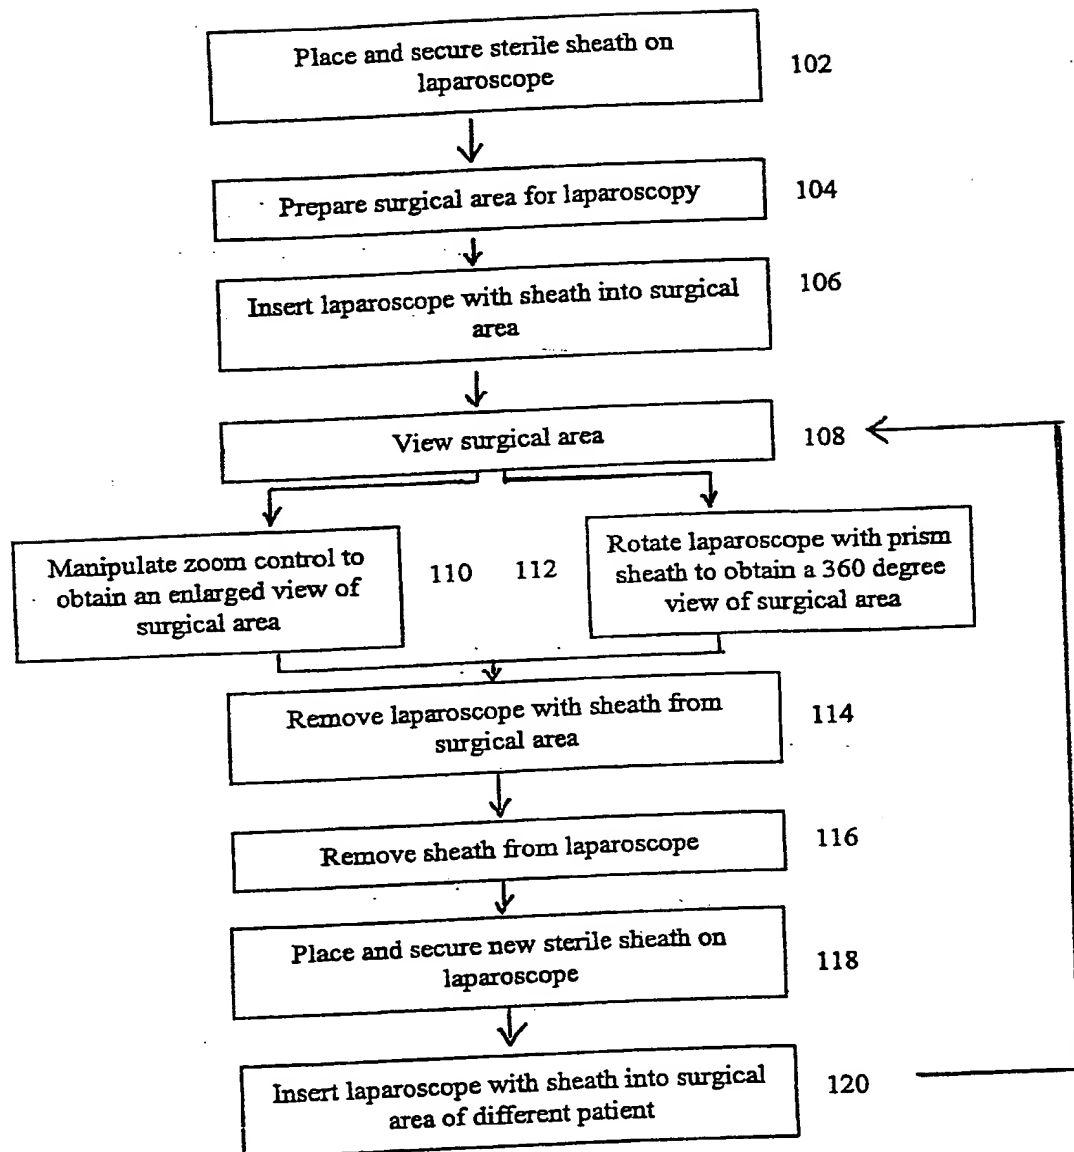 Place and secure sterile sheath on
laparoscope
102
Prepare surgical area for laparoscopy
104
Insert laparoscope with sheath into surgical
area
106
View surgical area
108
Manipulate zoom control to
obtain an enlarged view of
surgical area
110
112
Rotate laparoscope with prism
sheath to obtain a 360 degree
view of surgical area
Remove laparoscope with sheath from
surgical area
114
Remove sheath from laparoscope
116
Place and secure new sterile sheath on
laparoscope
118
Insert laparoscope with sheath into surgical
area of different patient
120